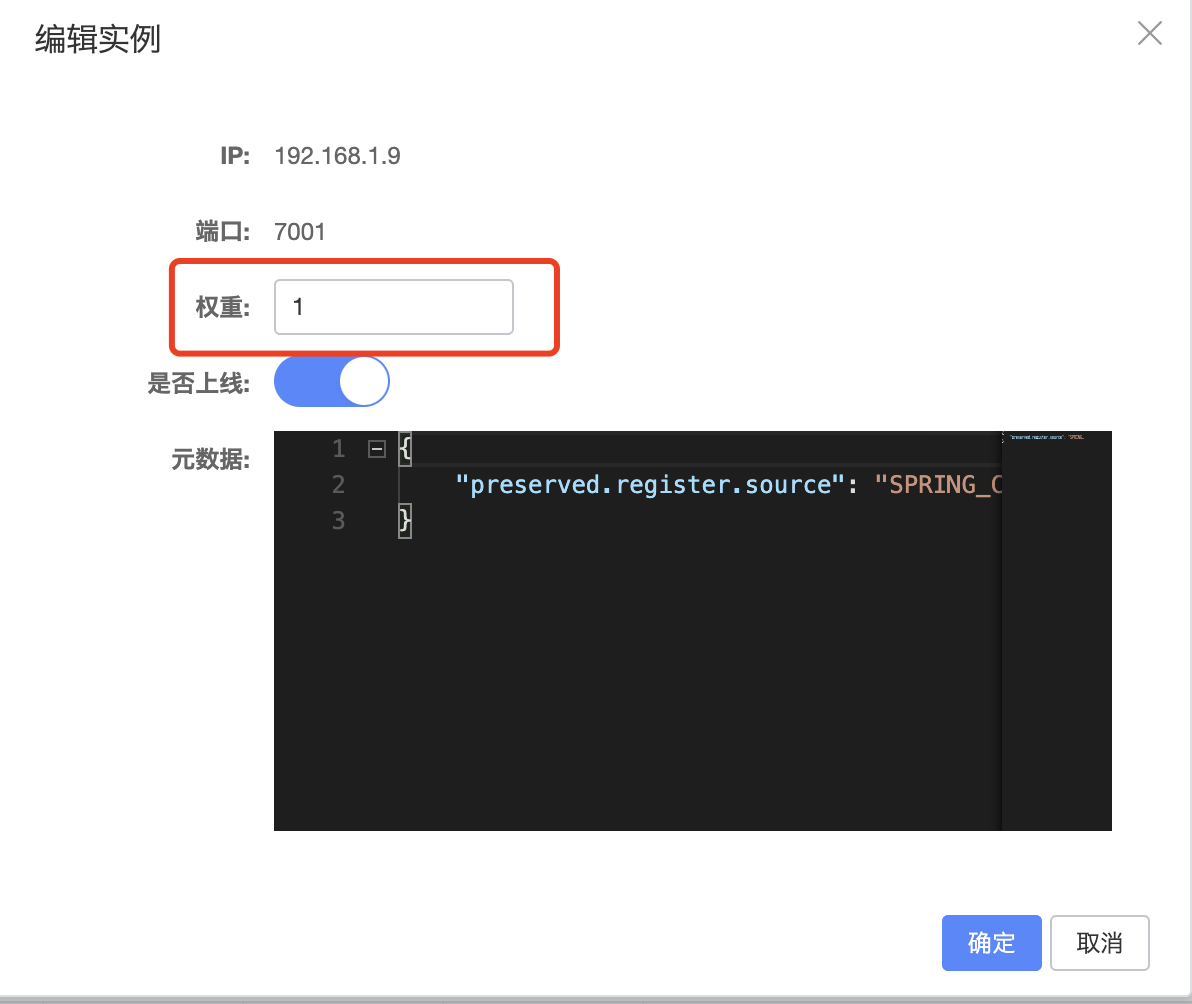 编辑实例
IP: 192.168.1.9
端口: 7001
权重: 1
是否上线:
元数据:
1 {
2 "preserved.register.source": "SPRING_C
3 }
确定 取消